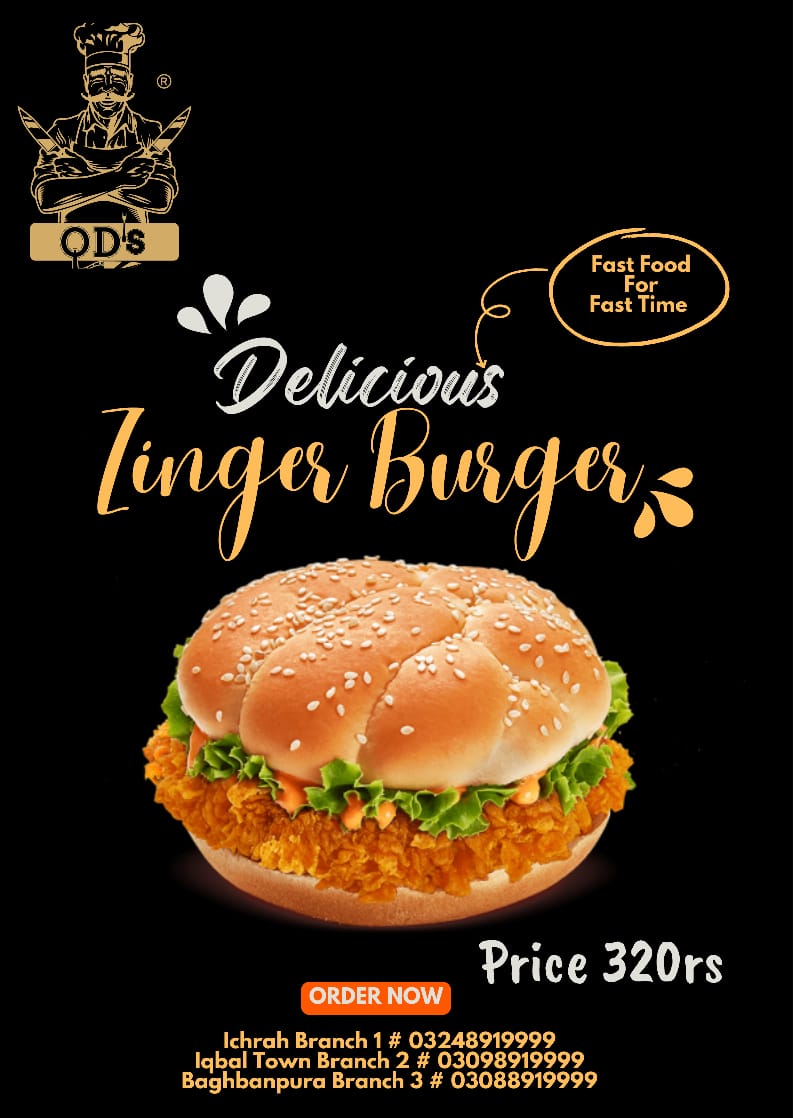 ®
QD's
Fast Food
For
Fast Time
Delicious
Zinger Burger
Price 320rs
ORDER NOW
Ichrah Branch 1 # 03248919999
Iqbal Town Branch 2 # 03098919999
Baghbanpura Branch 3 # 03088919999